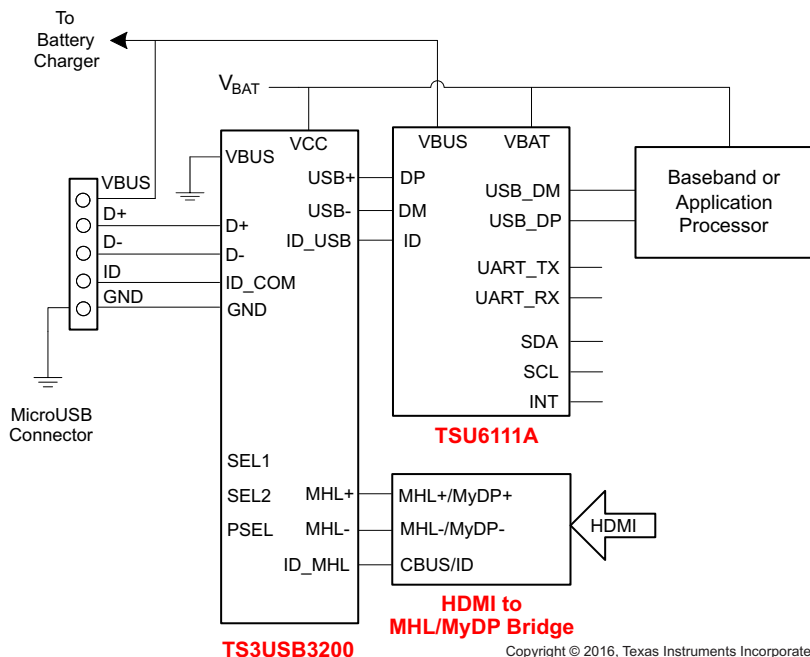 To
Battery
Charger
VBAT
VCC
VBUS
VBUS
VBAT
VBUS
USB+
DP
USB_DM
Baseband or
Application
Processor
D+
USB-
DM
USB_DP
D+
D-
ID_USB
ID
D-
ID
UART_TX
ID_COM
GND
UART_RX
GND
SDA
SCL
INT
MicroUSB
Connector
TSU6111A
SEL1
SEL2
MHL+
MHL+/MyDP+
PSEL
MHL-
MHL-/MyDP-
HDMI
ID_MHL
CBUS/ID
HDMI to
MHL/MyDP Bridge
TS3USB3200
Copyright © 2016, Texas Instruments Incorporate